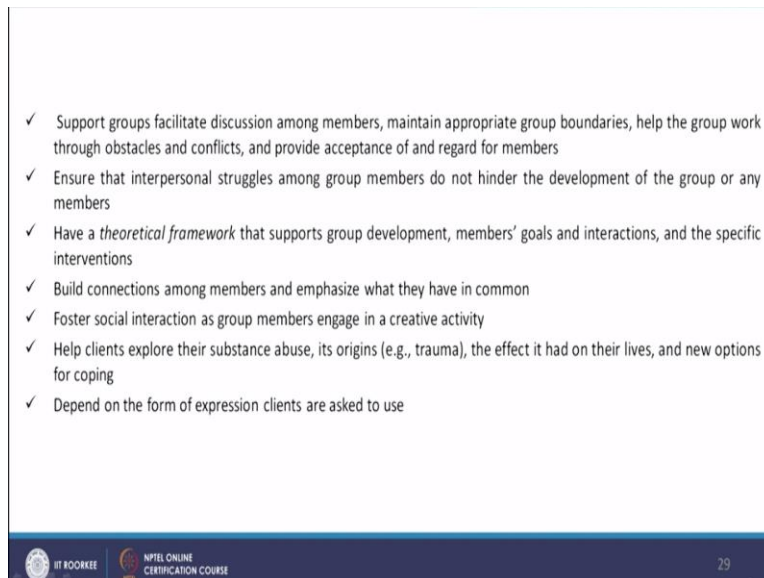 ✓ Support groups facilitate discussion among members, maintain appropriate group boundaries, help the group work
through obstacles and conflicts, and provide acceptance of and regard for members
✓ Ensure that interpersonal struggles among group members do not hinder the development of the group or any
members
✓ Have a theoretical framework that supports group development, members' goals and interactions, and the specific
interventions
✓ Build connections among members and emphasize what they have in common
✓ Foster social interaction as group members engage in a creative activity
✓ Help clients explore their substance abuse, its origins (e.g., trauma), the effect it had on their lives, and new options
for coping
✓ Depend on the form of expression clients are asked to use
IIT ROORKEE
NPTEL ONLINE
CERTIFICATION COURSE
29